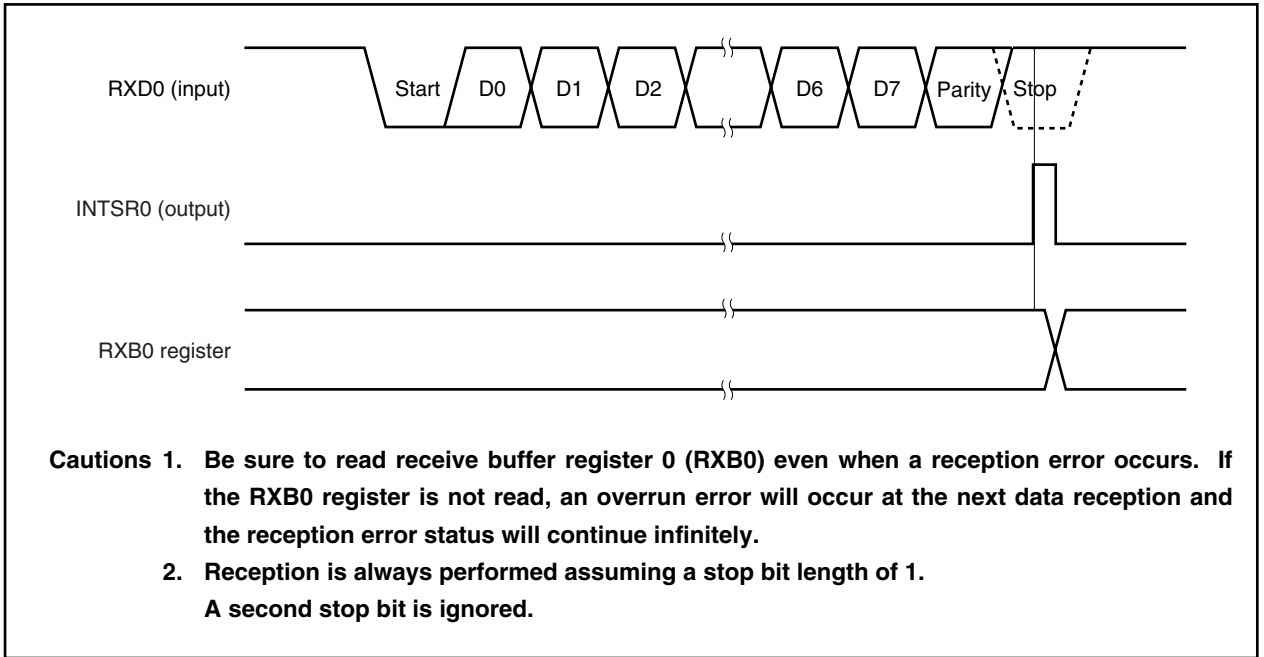 RXD0 (input)
Start D0 D1 D2 D6 D7 Parity Stop
INTSR0 (output)
RXB0 register
Cautions 1. Be sure to read receive buffer register 0 (RXB0) even when a reception error occurs. If
the RXB0 register is not read, an overrun error will occur at the next data reception and
the reception error status will continue infinitely.
2. Reception is always performed assuming a stop bit length of 1.
A second stop bit is ignored.